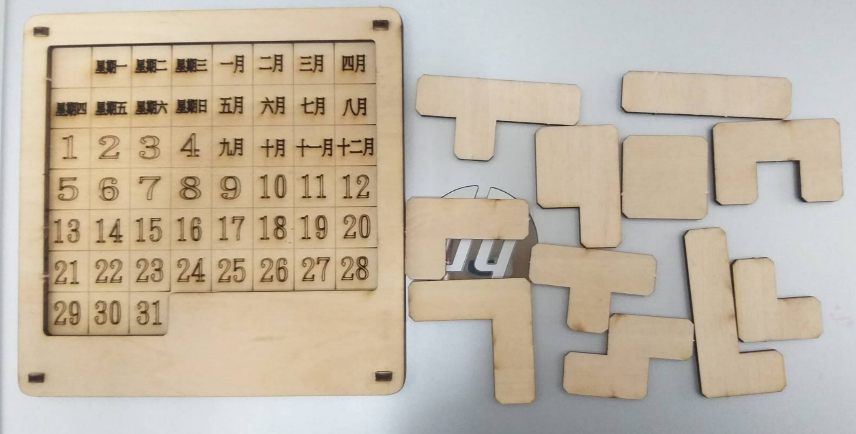 星期一 星期二 星期三 一月 二月 三月 四月
星期四 星期五 星期六 星期日 五月 六月 七月 八月
1 2 3 4 九月 十月 十一月 十二月
5 6 7 8 9 10 11 12
13 14 15 16 17 18 19 20
21 22 23 24 25 26 27 28
29 30 31